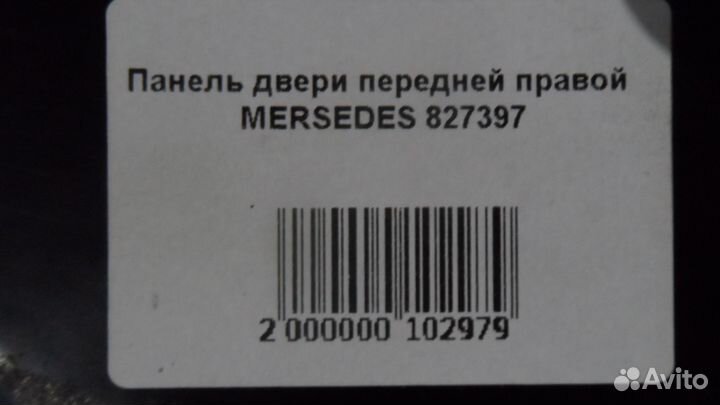 Панель двери передней правой
MERSEDES 827397
2 000000 102979
Avito